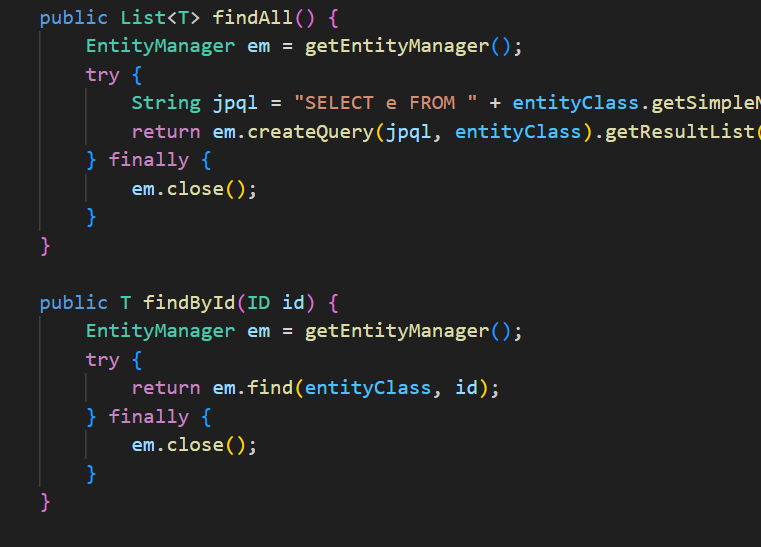 public List<T> findAll() {
EntityManager em = getEntityManager();
try {
String jpql = "SELECT e FROM " + entityClass.getSimpleN
return em.createQuery(jpql, entityClass).getResultList(
} finally {
em.close();
}
}
public T findById(ID id) {
EntityManager em = getEntityManager();
try {
return em.find(entityClass, id);
} finally {
em.close();
}
}